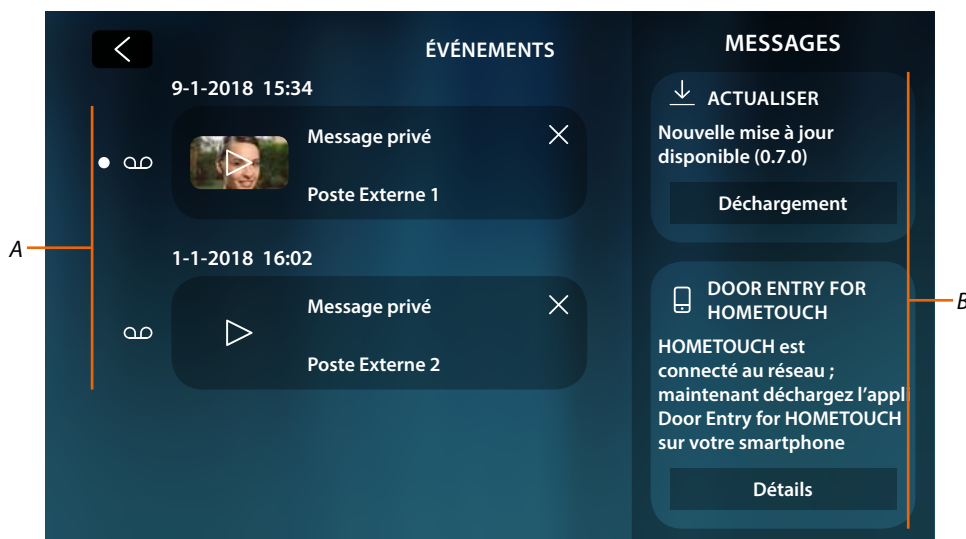 ÉVÉNEMENTS
9-1-2018 15:34
Message privé
Poste Externe 1
1-1-2018 16:02
Message privé
Poste Externe 2
A
MESSAGES
ACTUALISER
Nouvelle mise à jour
disponible (0.7.0)
Déchargement
DOOR ENTRY FOR
HOMETOUCH
HOMETOUCH est
connecté au réseau ;
maintenant déchargez l’appli
Door Entry for HOMETOUCH
sur votre smartphone
Détails
B